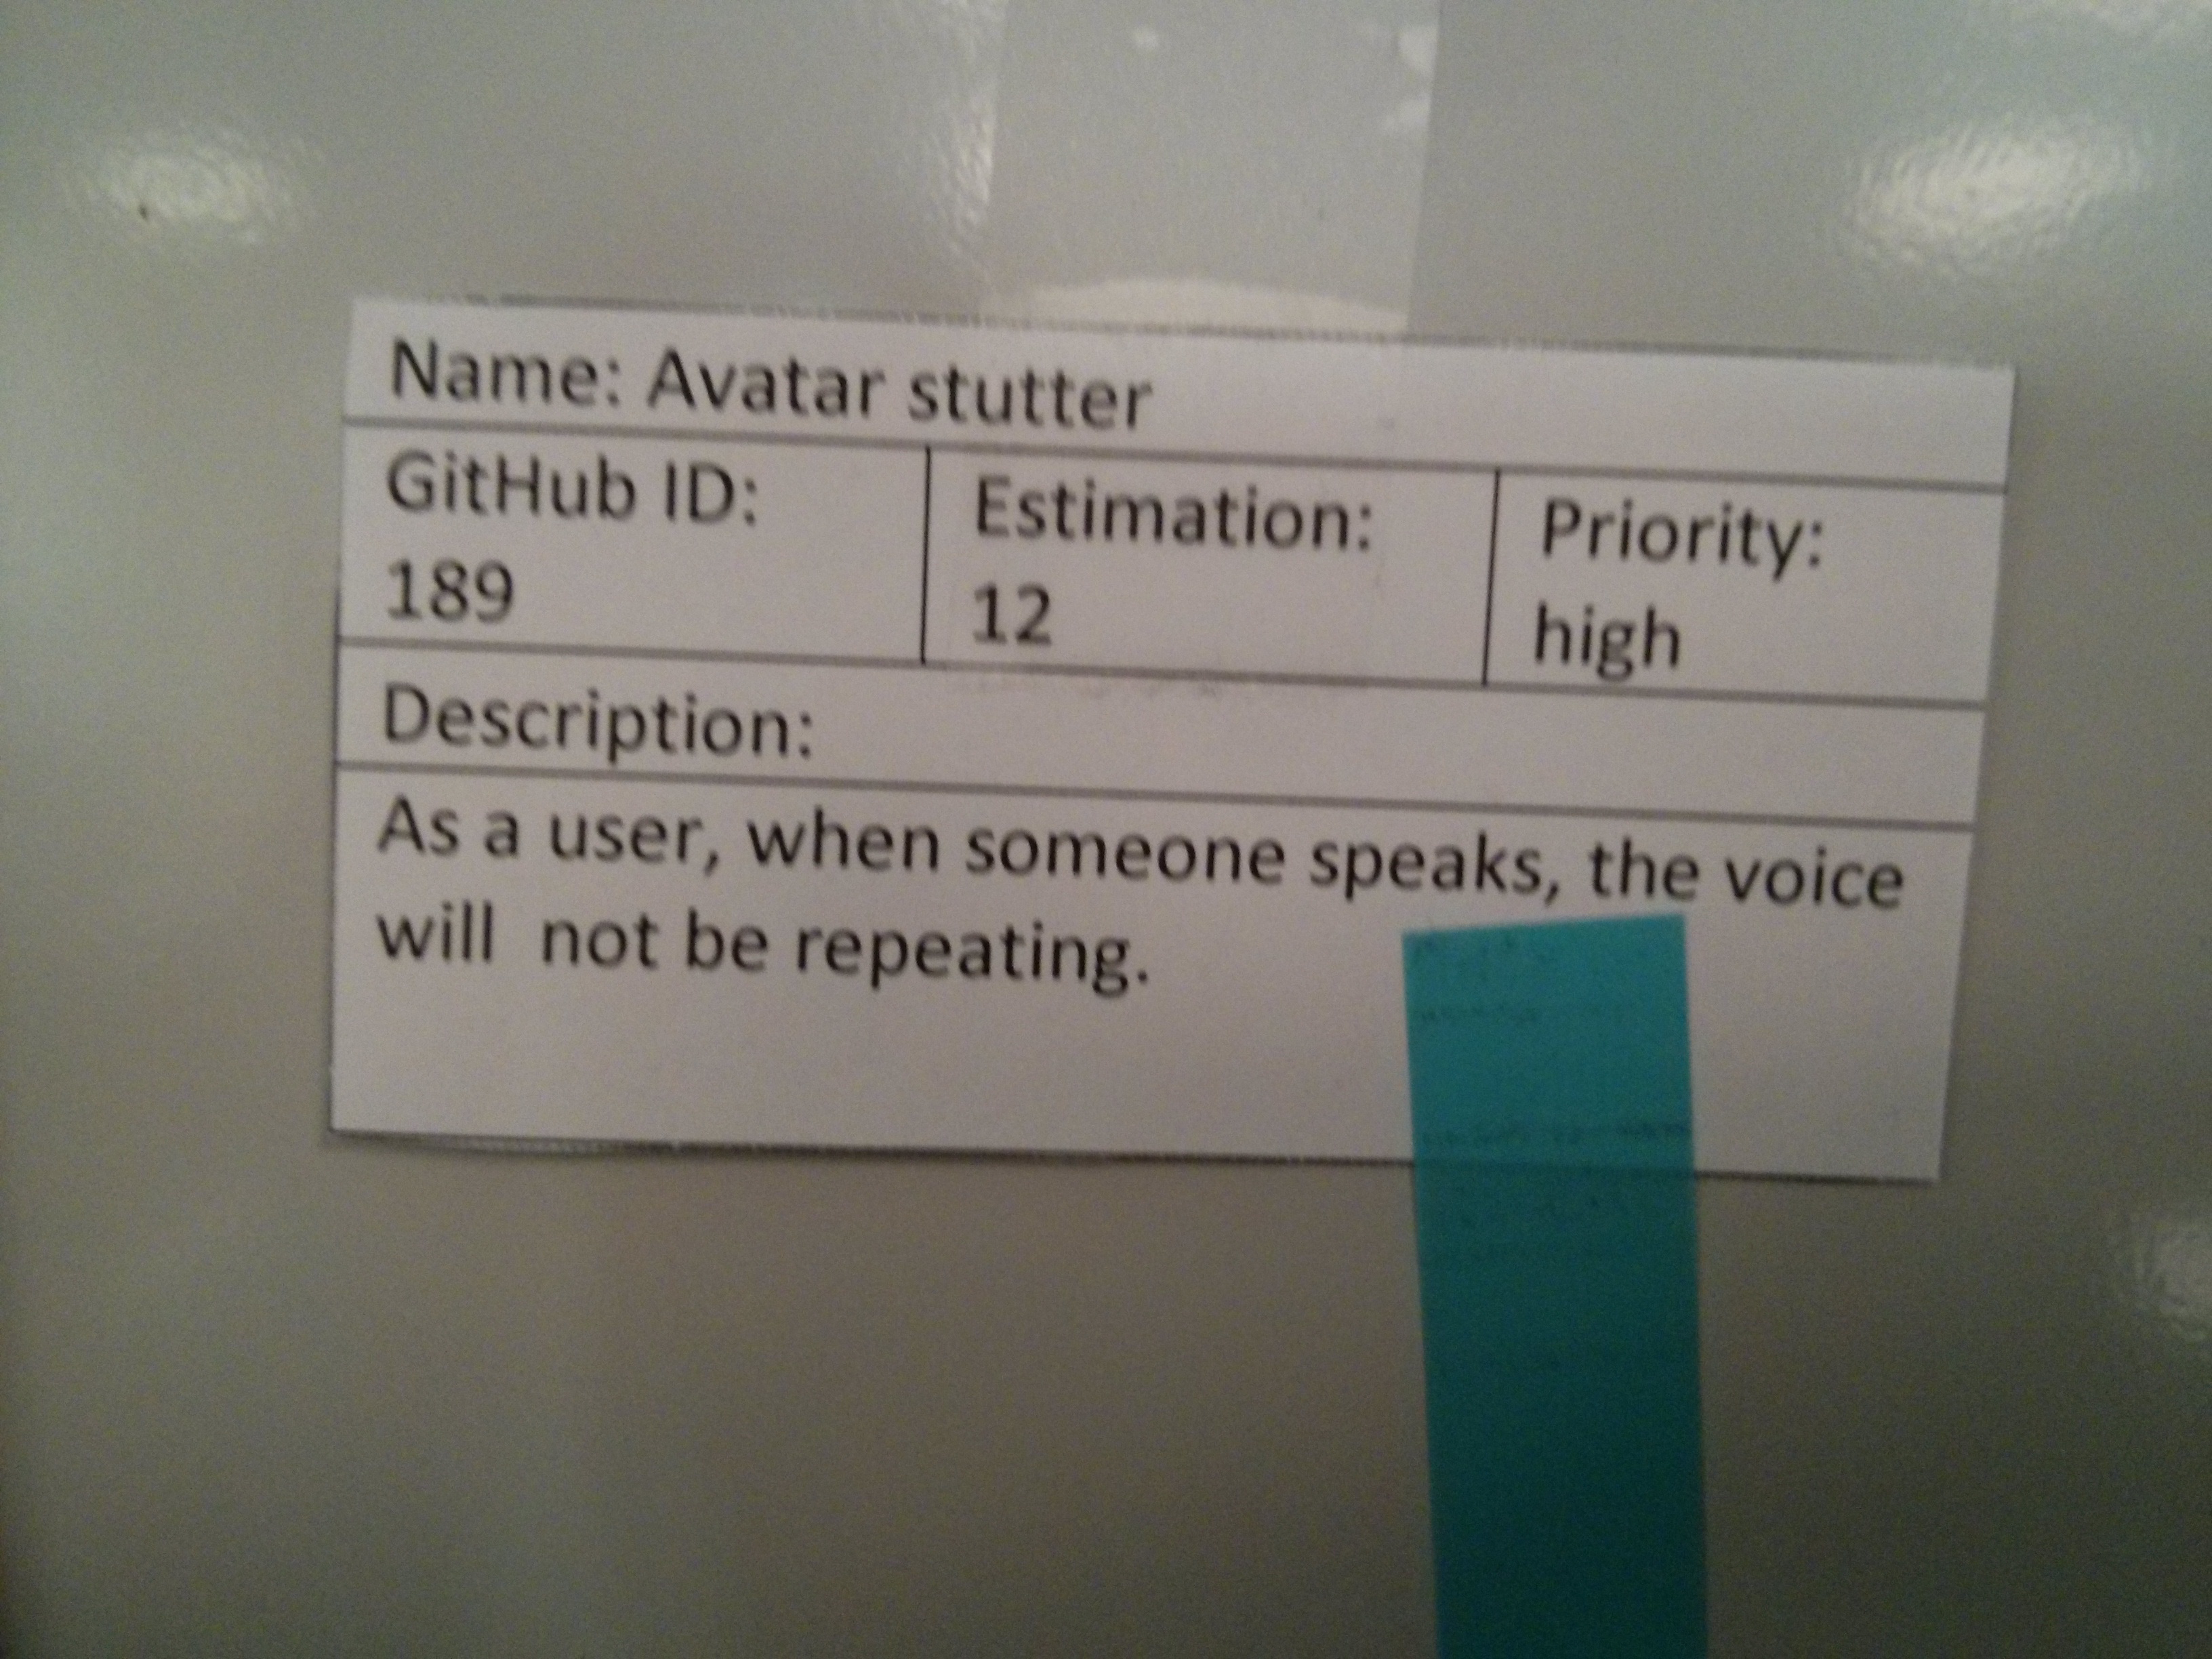 Name: Avatar stutter
GitHub ID:
189
Estimation:
12
Priority:
high
Description:
As a user, when someone speaks, the voice
will  not be repeating.